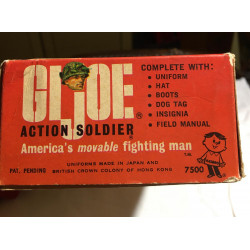 GI JOE ®
ACTION SOLDIER ®
America's movable fighting man
COMPLETE WITH:
• UNIFORM
• HAT
• BOOTS
• DOG TAG
• INSIGNIA
• FIELD MANUAL
PAT. PENDING
UNIFORMS MADE IN JAPAN AND
BRITISH CROWN COLONY OF HONG KONG
7500